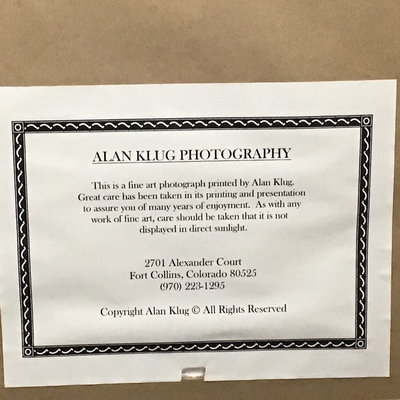 ALAN KLUG PHOTOGRAPHY
This is a fine art photograph printed by Alan Klug.
Great care has been taken in its printing and presentation
to assure you of many years of enjoyment. As with any
work of fine art, care should be taken that it is not
displayed in direct sunlight.
2701 Alexander Court
Fort Collins, Colorado 80525
(970) 223-1295
Copyright Alan Klug © All Rights Reserved